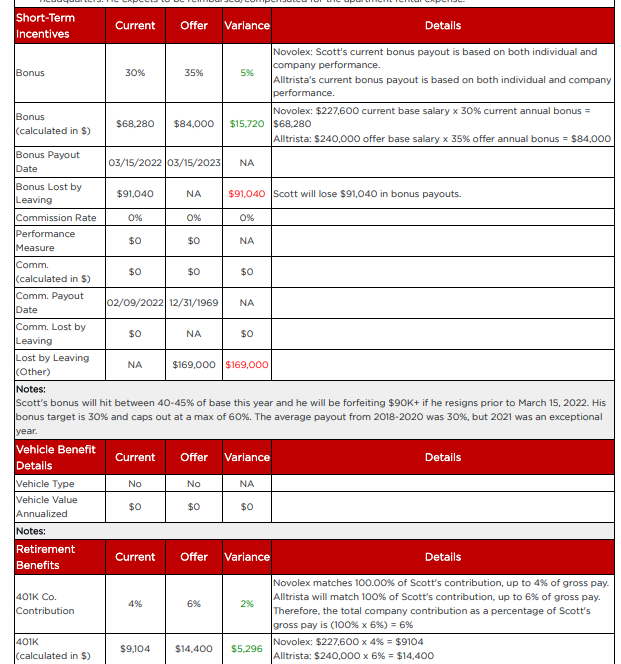 headquarters. He expects to be reimbursed/compensated for the apartment rental expense.
Short-Term
Incentives
Current
Offer
Variance
Details
Bonus
30%
35%
5%
Novolex: Scott's current bonus payout is based on both individual and
company performance.
Alltrista's current bonus payout is based on both individual and company
performance.
Bonus
(calculated in $)
$68,280
$84,000
$15,720
Novolex: $227,600 current base salary x 30% current annual bonus =
$68,280
Alltrista: $240,000 offer base salary x 35% offer annual bonus = $84,000
Bonus Payout
Date
03/15/2022
03/15/2023
NA
Bonus Lost by
Leaving
$91,040
NA
$91,040
Scott will lose $91,040 in bonus payouts.
Commission Rate
0%
0%
0%
Performance
Measure
$0
$0
NA
Comm.
(calculated in $)
$0
$0
$0
Comm. Payout
Date
02/09/2022
12/31/1969
NA
Comm. Lost by
Leaving
$0
NA
$0
Lost by Leaving
(Other)
NA
$169,000
$169,000
Notes:
Scott's bonus will hit between 40-45% of base this year and he will be forfeiting $90K+ if he resigns prior to March 15, 2022. His
bonus target is 30% and caps out at a max of 60%. The average payout from 2018-2020 was 30%, but 2021 was an exceptional
year.
Vehicle Benefit
Details
Current
Offer
Variance
Details
Vehicle Type
No
No
NA
Vehicle Value
Annualized
$0
$0
$0
Notes:
Retirement
Benefits
Current
Offer
Variance
Details
401K Co.
Contribution
4%
6%
2%
Novolex matches 100.00% of Scott's contribution, up to 4% of gross pay.
Alltrista will match 100% of Scott's contribution, up to 6% of gross pay.
Therefore, the total company contribution as a percentage of Scott's
gross pay is (100% x 6%) = 6%
401K
(calculated in $)
$9,104
$14,400
$5,296
Novolex: $227,600 x 4% = $9104
Alltrista: $240,000 x 6% = $14,400